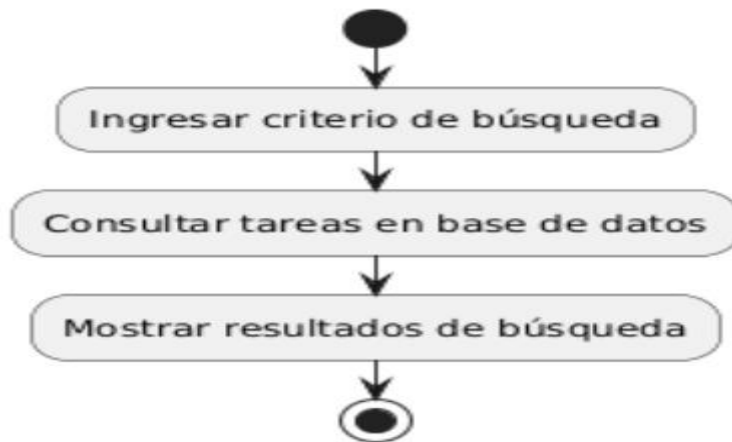 Ingresar criterio de búsqueda
Consultar tareas en base de datos
Mostrar resultados de búsqueda